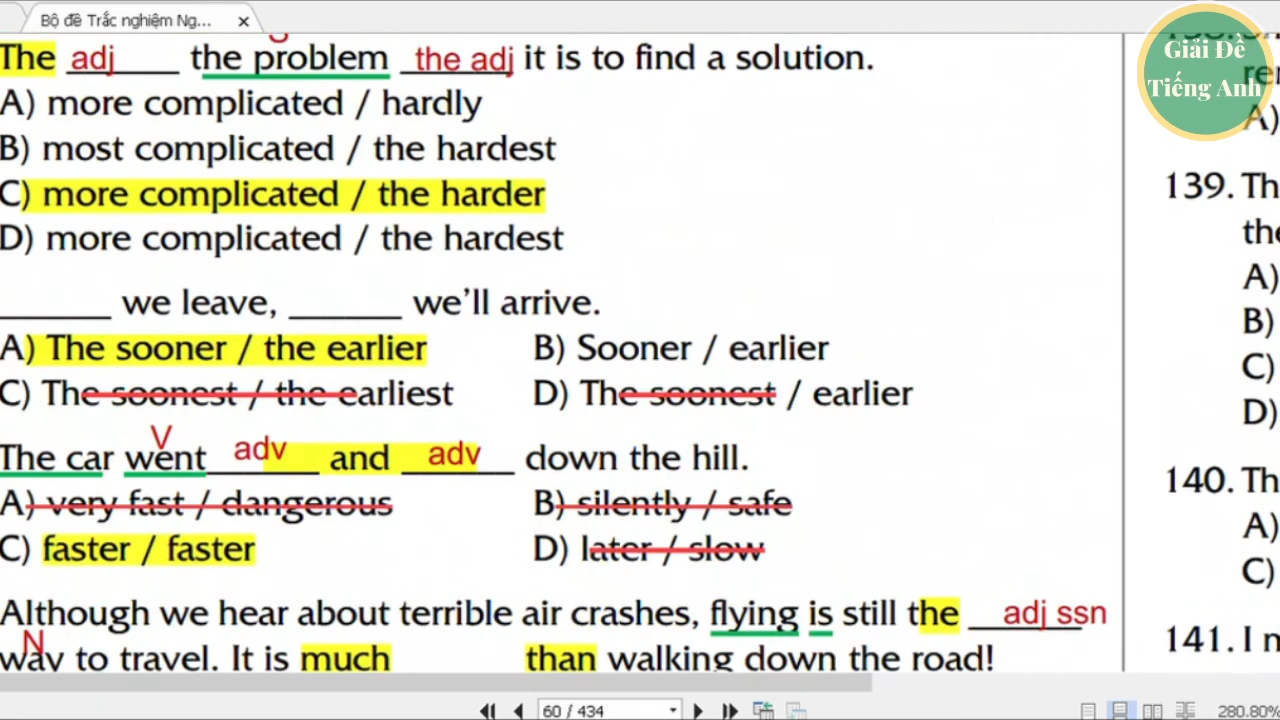 Bộ đề Trắc nghiệm Ng... ×
Giải Đề
Tiếng Anh
The adj the problem the adj it is to find a solution.
A) more complicated / hardly
B) most complicated / the hardest
C) more complicated / the harder
D) more complicated / the hardest
______ we leave, ______ we'll arrive.
A) The sooner / the earlier B) Sooner / earlier
C) The soonest / the earliest D) The soonest / earlier
V
The car went adv and adv down the hill.
A) very fast / dangerous B) silently / safe
C) faster / faster D) later / slow
Although we hear about terrible air crashes, flying is still the adj ssn
N
way to travel. It is much than walking down the road!
A)
139. Th
the
A)
B)
C)
D)
140. Th
A)
C)
141. I n
60 / 434
280.80%